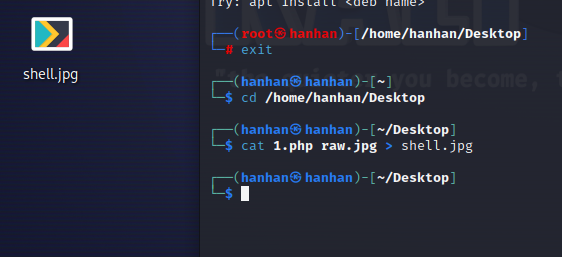 Try: apt install <deb name>
shell.jpg
┌──(root㉿hanhan)-[/home/hanhan/Desktop]
└─# exit
┌──(hanhan㉿hanhan)-[~]
└─$ cd /home/hanhan/Desktop
┌──(hanhan㉿hanhan)-[~/Desktop]
└─$ cat 1.php raw.jpg > shell.jpg
┌──(hanhan㉿hanhan)-[~/Desktop]
└─$